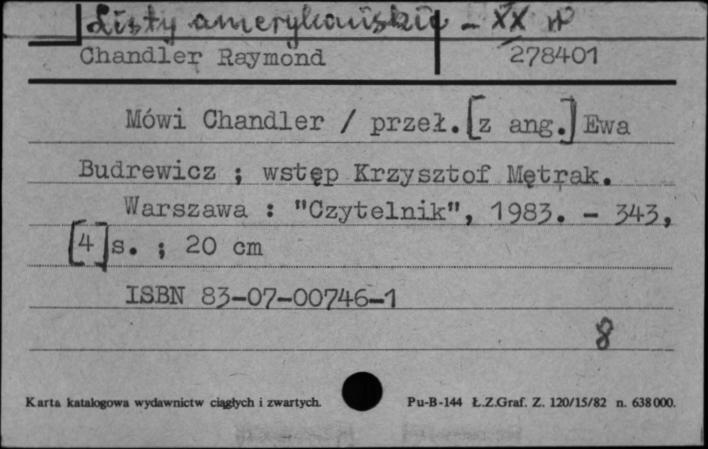 Listy amerykańskie - XX w
Chandler Raymond 278401
Mówi Chandler / przeł.[z ang.]Ewa
Budrewicz ; wstęp Krzysztof Mętrak.
Warszawa : "Czytelnik", 1983. - 343,
[4]s. ; 20 cm
ISBN 83-07-00746-1
8
Karta katalogowa wydawnictw ciągłych i zwartych. Pu-B-144 Ł.Z.Graf. Z. 120/15/82 n. 638000.